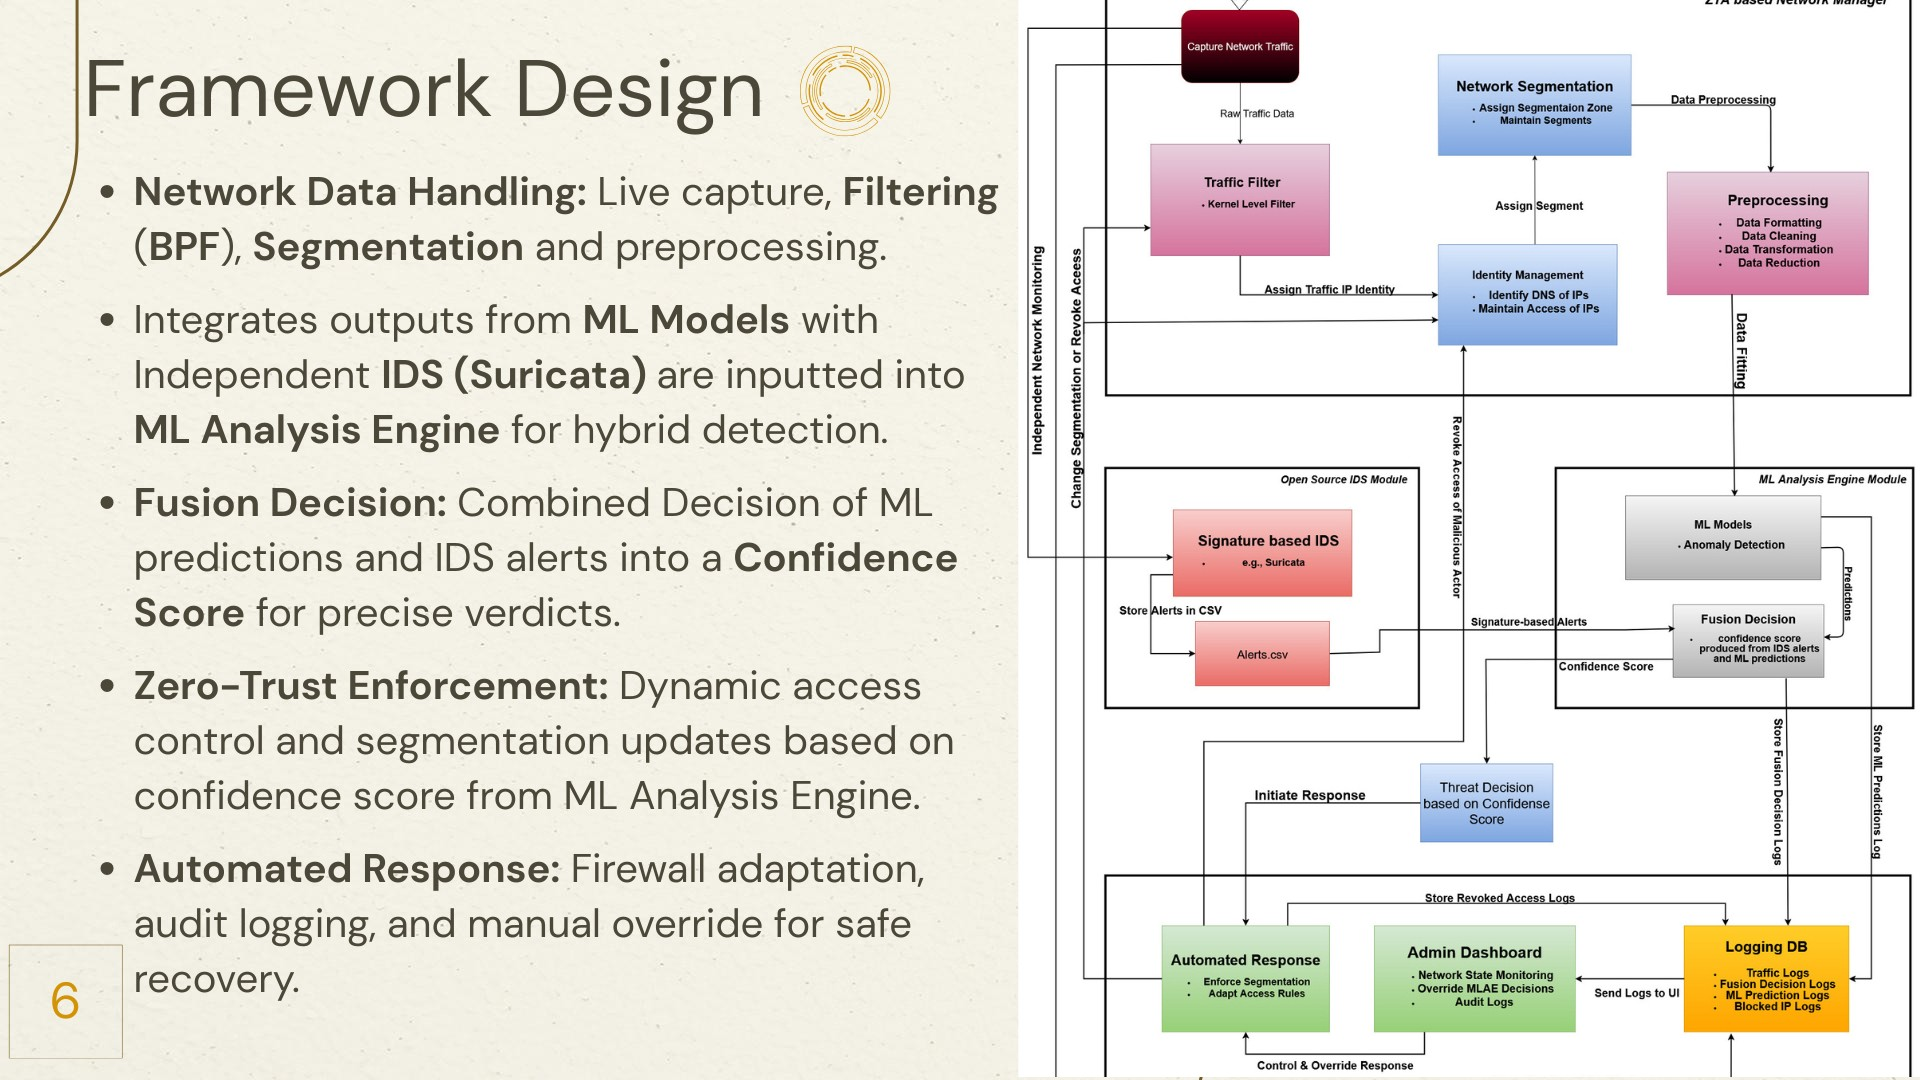 Framework Design
• Network Data Handling: Live capture, Filtering
(BPF), Segmentation and preprocessing.
• Integrates outputs from ML Models with
Independent IDS (Suricata) are inputted into
ML Analysis Engine for hybrid detection.
• Fusion Decision: Combined Decision of ML
predictions and IDS alerts into a Confidence
Score for precise verdicts.
• Zero-Trust Enforcement: Dynamic access
control and segmentation updates based on
confidence score from ML Analysis Engine.
• Automated Response: Firewall adaptation,
audit logging, and manual override for safe
recovery.
6
ZTA based Network Manager
Capture Network Traffic
Raw Traffic Data
Traffic Filter
• Kernel Level Filter
Assign Traffic IP Identity
Network Segmentation
• Assign Segmentaion Zone
• Maintain Segments
Assign Segment
Identity Management
• Identify DNS of IPs
• Maintain Access of IPs
Data Preprocessing
Preprocessing
• Data Formatting
• Data Cleaning
• Data Transformation
• Data Reduction
Data Fitting
Independent Network Monitoring
Change Segmentation or Revoke Aceess
Revoke Access of Malicious Actor
Open Source IDS Module
Signature based IDS
• e.g., Suricata
Store Alerts in CSV
Alerts.csv
Signature-based Alerts
ML Analysis Engine Module
ML Models
• Anomaly Detection
Predictions
Fusion Decision
• confidence score
produced from IDS alerts
and ML predictions
Confidence Score
Store Fusion Decision Logs
Store ML Predictions Log
Threat Decision
based on Confidense
Score
Initiate Response
Store Revoked Access Logs
Automated Response
• Enforce Segmentation
• Adapt Access Rules
Admin Dashboard
• Network State Monitoring
• Override MLAE Decisions
• Audit Logs
Send Logs to UI
Logging DB
• Traffic Logs
• Fusion Decision Logs
• ML Prediction Logs
• Blocked IP Logs
Control & Override Response